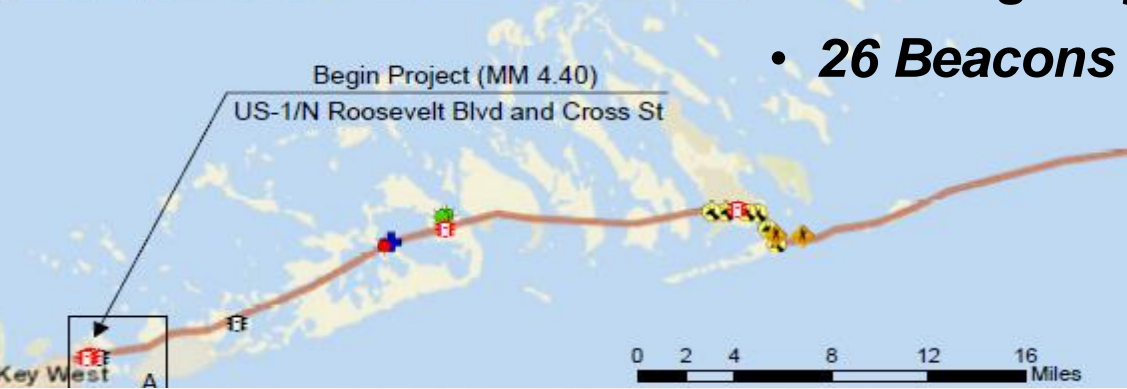 • 26 Beacons
Begin Project (MM 4.40)
US-1/N Roosevelt Blvd and Cross St
Key West
A
0 2 4 8 12 16
Miles